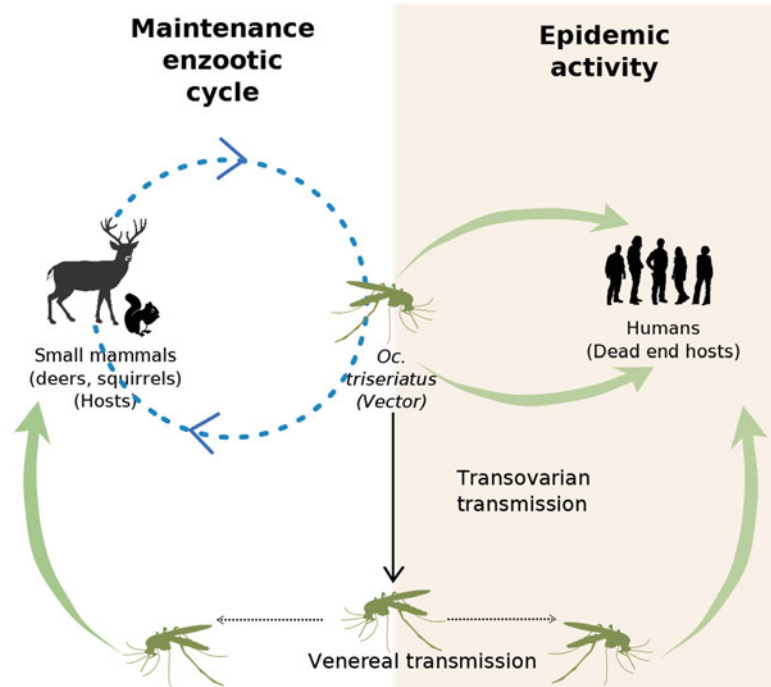 Maintenance
enzootic
cycle
Epidemic
activity
Small mammals
(deers, squirrels)
(Hosts)
Oc.
triseriatus
(Vector)
Humans
(Dead end hosts)
Transovarian
transmission
Venereal transmission